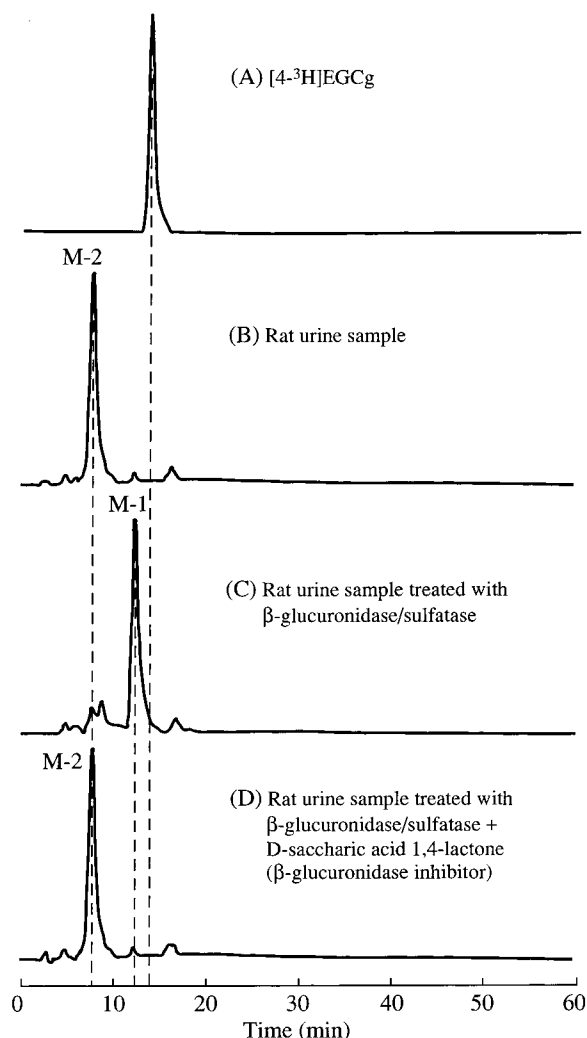 (A) [4-³H]EGCg
M-2
(B) Rat urine sample
M-1
(C) Rat urine sample treated with
β-glucuronidase/sulfatase
M-2
(D) Rat urine sample treated with
β-glucuronidase/sulfatase +
D-saccharic acid 1,4-lactone
(β-glucuronidase inhibitor)
0 10 20 30 40 50 60
Time (min)